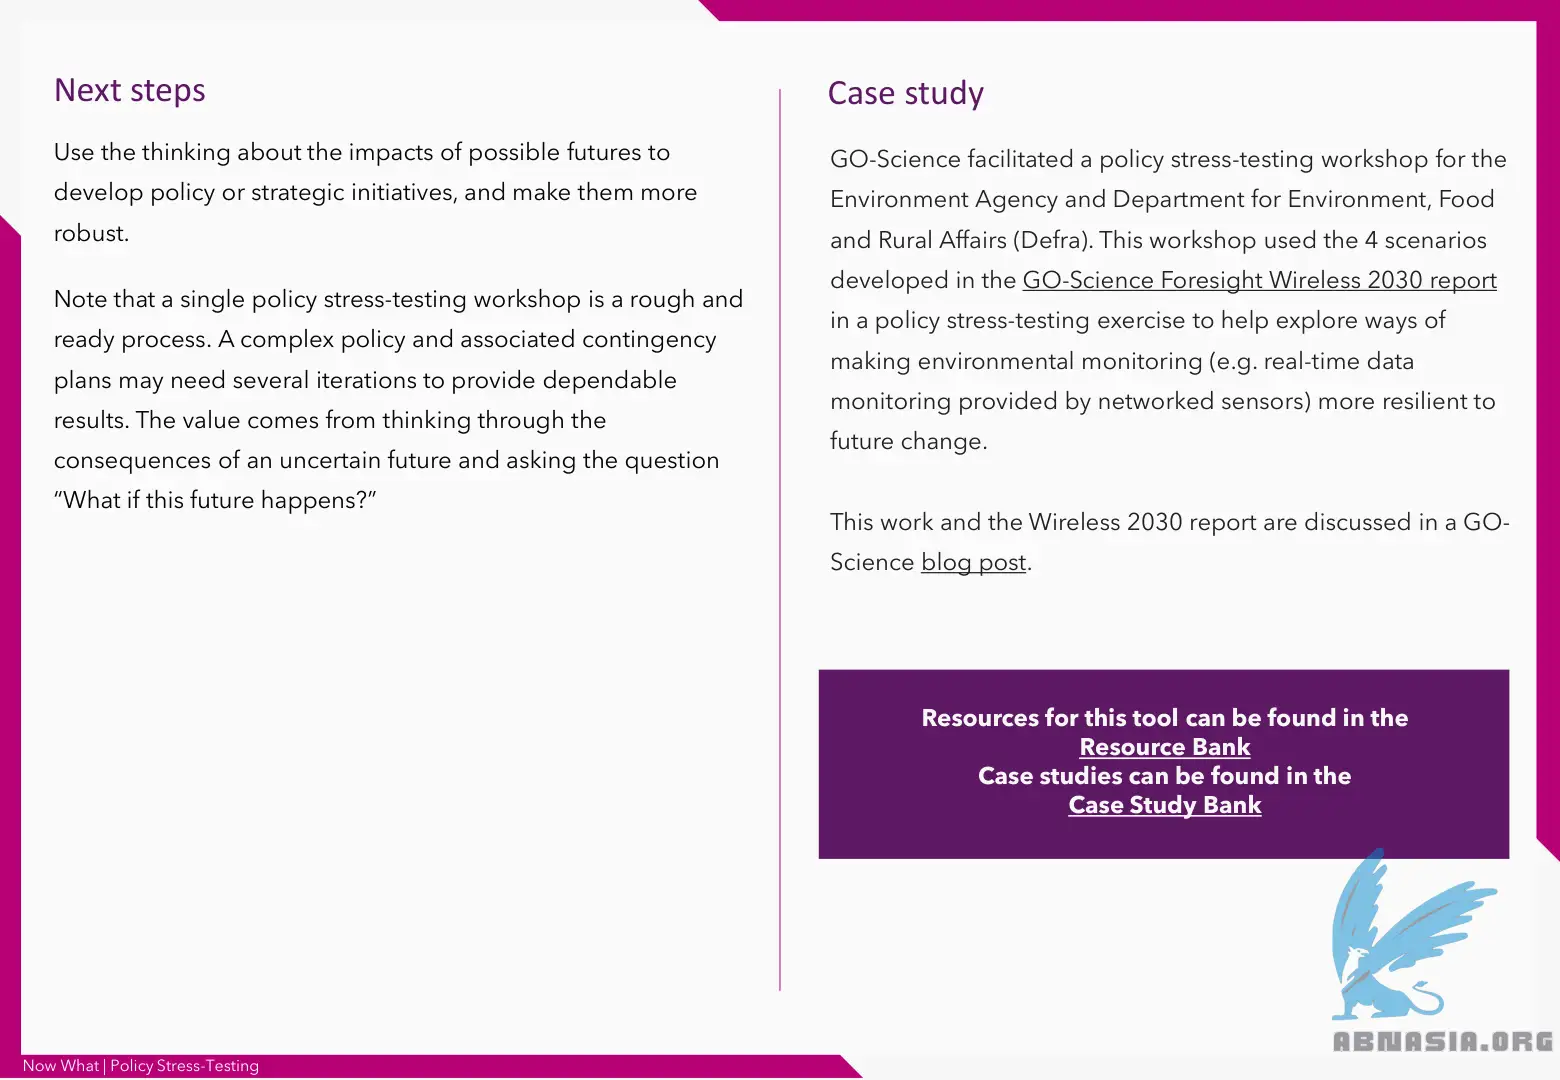 Next steps
Use the thinking about the impacts of possible futures to
develop policy or strategic initiatives, and make them more
robust.
Note that a single policy stress-testing workshop is a rough and
ready process. A complex policy and associated contingency
plans may need several iterations to provide dependable
results. The value comes from thinking through the
consequences of an uncertain future and asking the question
“What if this future happens?”
Case study
GO-Science facilitated a policy stress-testing workshop for the
Environment Agency and Department for Environment, Food
and Rural Affairs (Defra). This workshop used the 4 scenarios
developed in the GO-Science Foresight Wireless 2030 report
in a policy stress-testing exercise to help explore ways of
making environmental monitoring (e.g. real-time data
monitoring provided by networked sensors) more resilient to
future change.
This work and the Wireless 2030 report are discussed in a GO-
Science blog post.
Resources for this tool can be found in the
Resource Bank
Case studies can be found in the
Case Study Bank
ABNASIA.ORG
Now What | Policy Stress-Testing